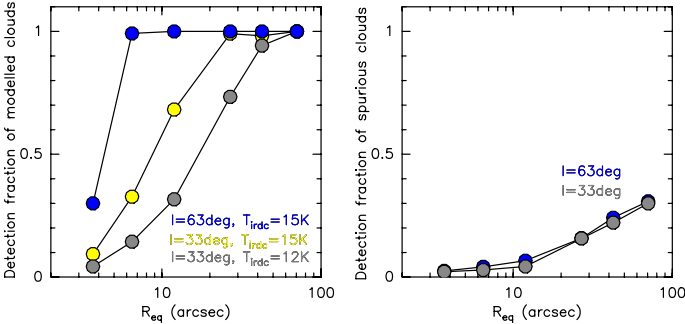 Detection fraction of modelled clouds
1
0.5
0
l=63deg, Tirdc=15K
l=33deg, Tirdc=15K
l=33deg, Tirdc=12K
10
100
Req (arcsec)
Detection fraction of spurious clouds
1
0.5
0
l=63deg
l=33deg
10
100
Req (arcsec)